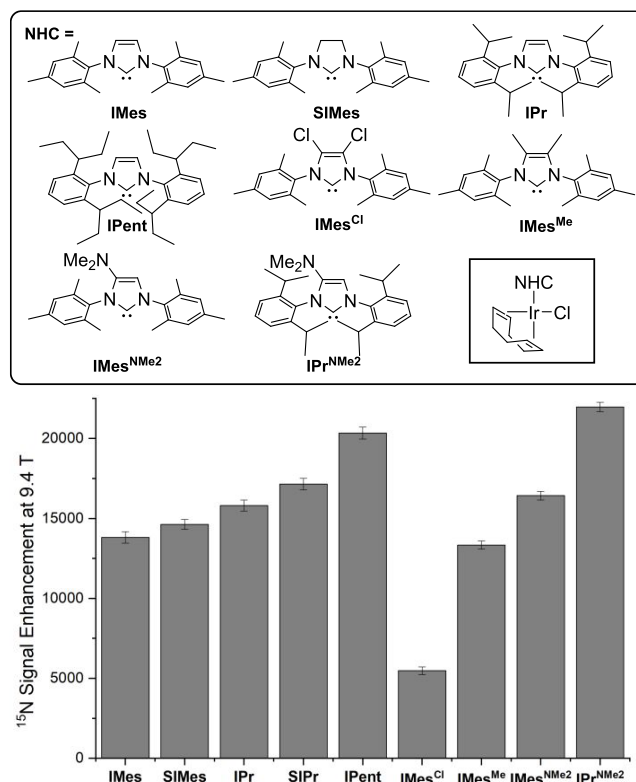 NHC =
N N
IMes
N N
SIMes
N N
IPr
N N
IPent
Cl Cl
N N
IMes^Cl
N N
IMes^Me
Me₂N
N N
IMes^NMe2
Me₂N
N N
IPr^NMe2
NHC
Ir Cl
¹⁵N Signal Enhancement at 9.4 T
20000
15000
10000
5000
0
IMes SIMes IPr SIPr IPent IMes^Cl IMes^Me IMes^NMe2 IPr^NMe2